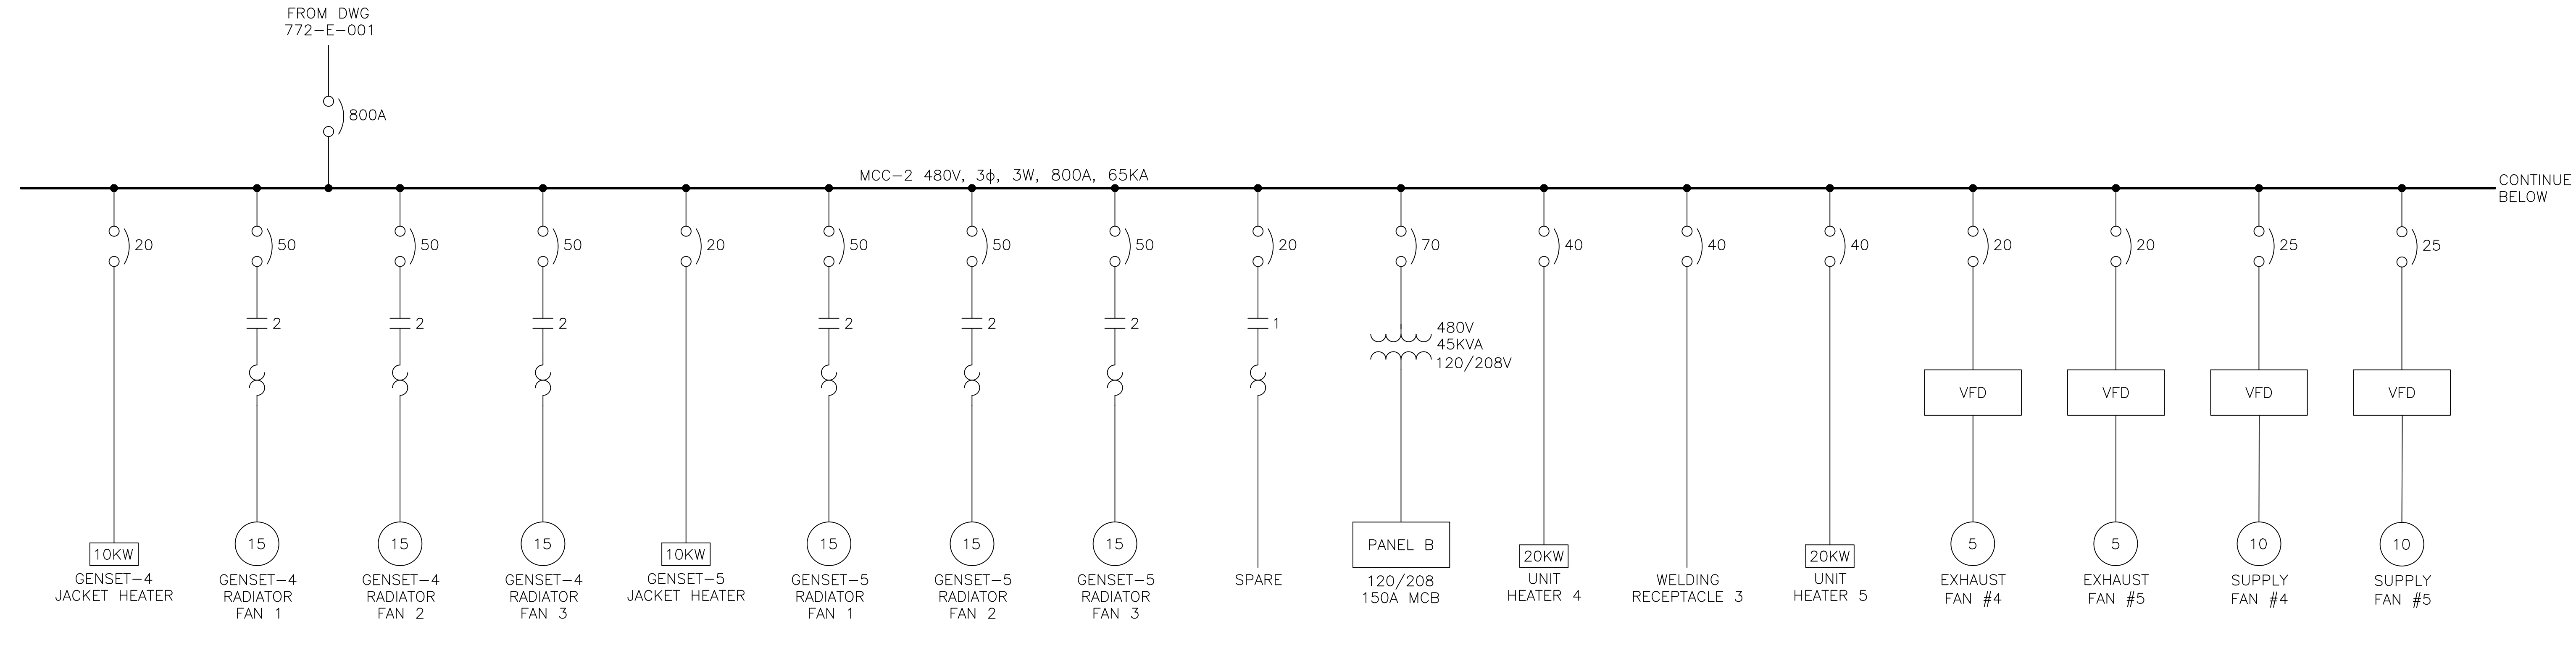 FROM DWG
772-E-001
800A
MCC-2 480V, 3ϕ, 3W, 800A, 65KA
CONTINUE
BELOW
20
50
50
50
20
50
50
50
20
70
40
40
40
20
20
25
25
2
2
2
2
2
2
1
480V
45KVA
120/208V
VFD
VFD
VFD
VFD
10KW
GENSET-4
JACKET HEATER
15
GENSET-4
RADIATOR
FAN 1
15
GENSET-4
RADIATOR
FAN 2
15
GENSET-4
RADIATOR
FAN 3
10KW
GENSET-5
JACKET HEATER
15
GENSET-5
RADIATOR
FAN 1
15
GENSET-5
RADIATOR
FAN 2
15
GENSET-5
RADIATOR
FAN 3
SPARE
PANEL B
120/208
150A MCB
20KW
UNIT
HEATER 4
WELDING
RECEPTACLE 3
20KW
UNIT
HEATER 5
5
EXHAUST
FAN #4
5
EXHAUST
FAN #5
10
SUPPLY
FAN #4
10
SUPPLY
FAN #5